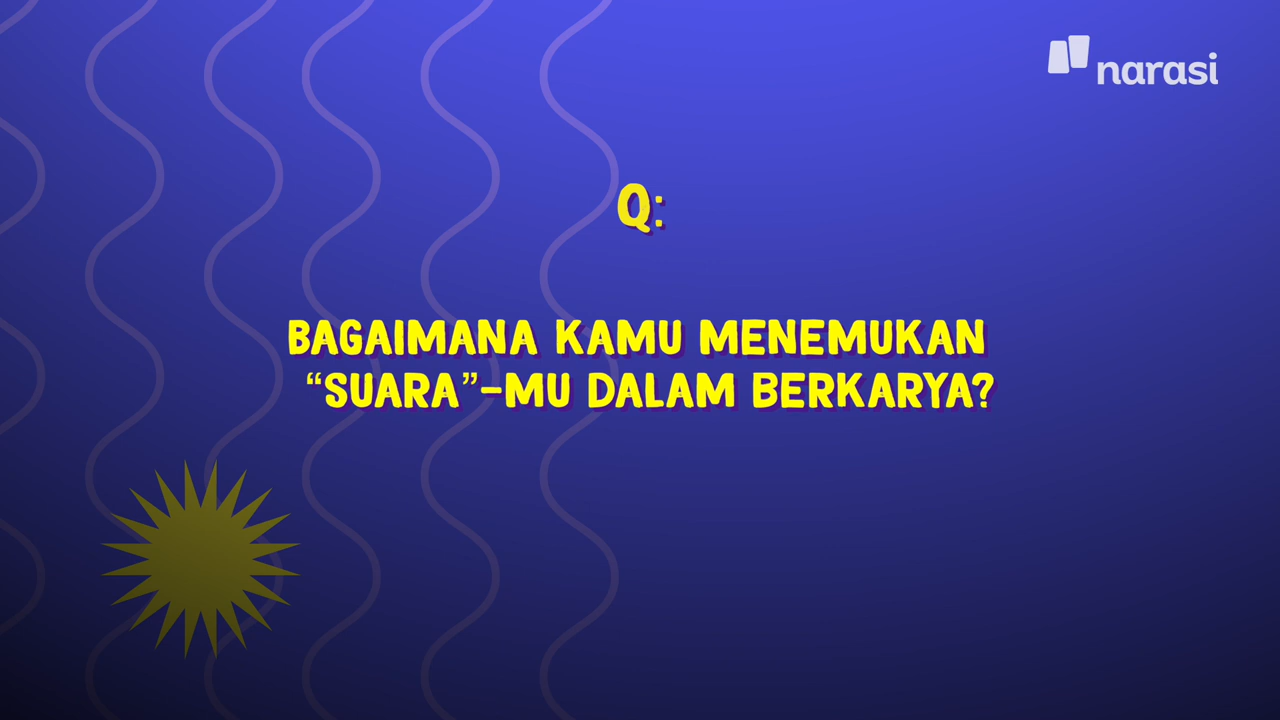 narasi
Q:
BAGAIMANA KAMU MENEMUKAN
“SUARA”-MU DALAM BERKARYA?